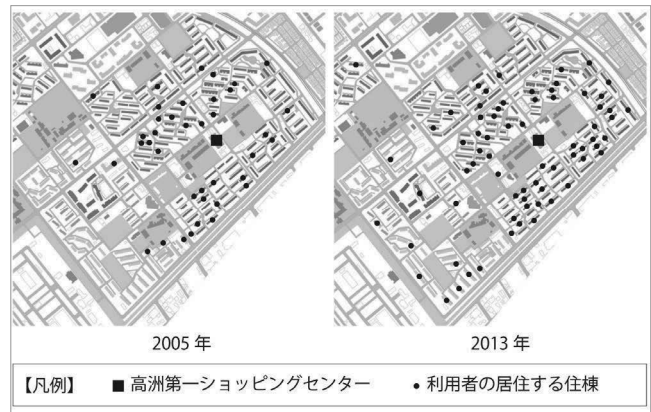 2005 年
2013 年
【凡例】 ■ 高洲第一ショッピングセンター ● 利用者の居住する住棟